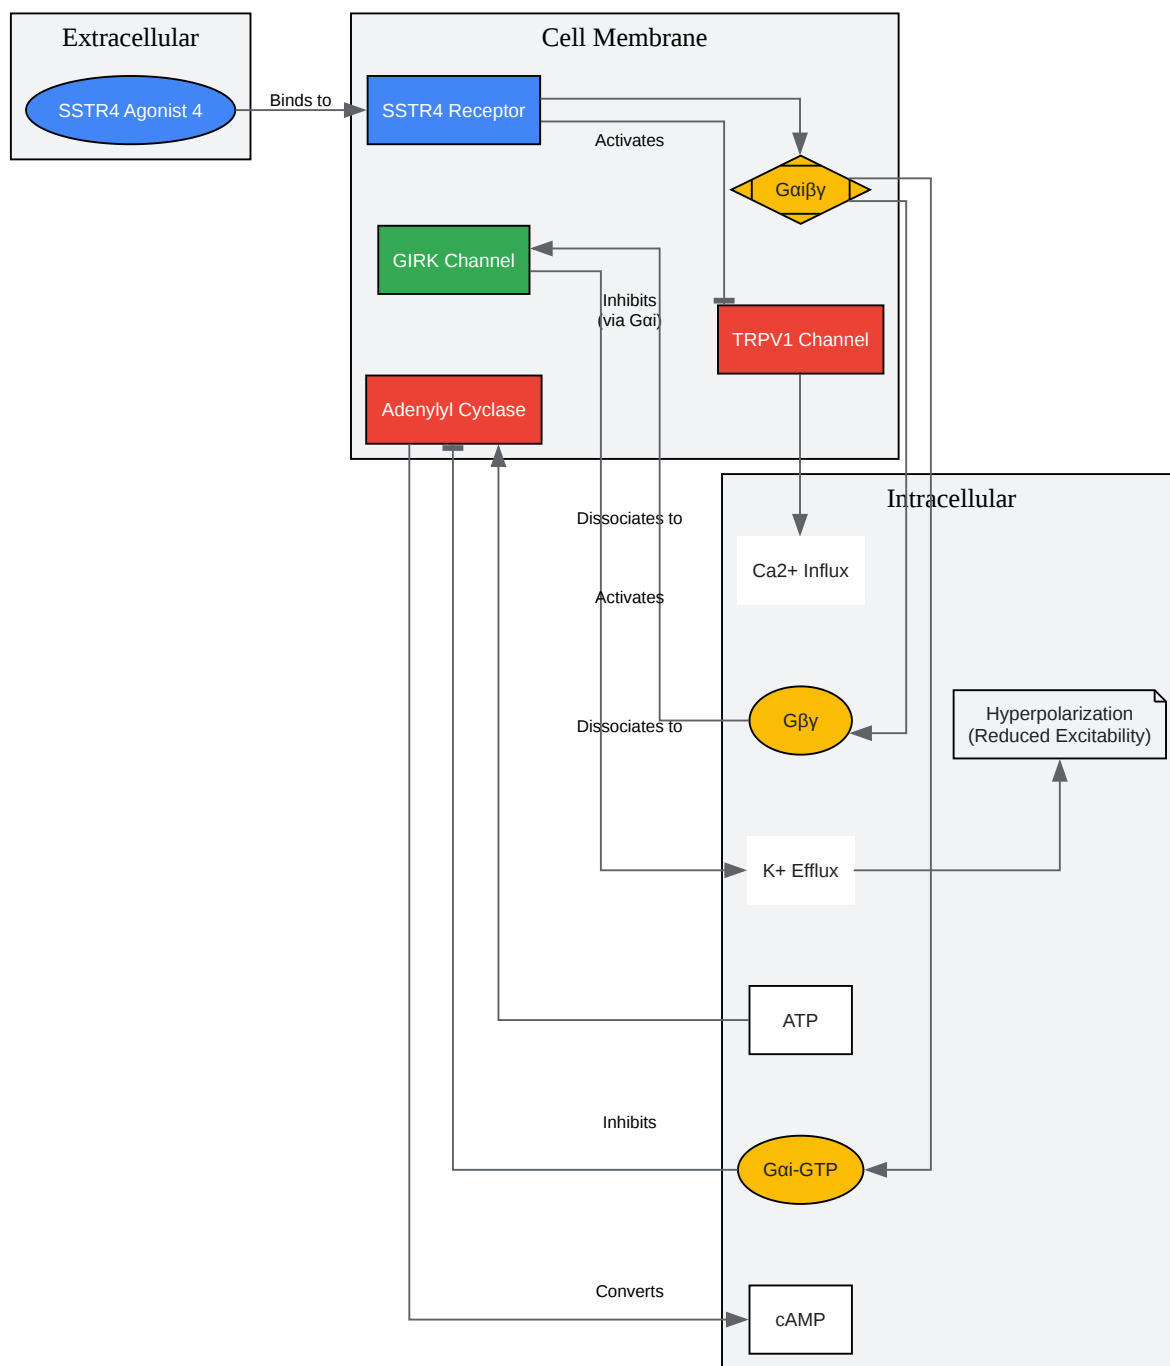 Extracellular
SSTR4 Agonist 4
Binds to
Cell Membrane
SSTR4 Receptor
Activates
Gαiβγ
GIRK Channel
Inhibits
(via Gαi)
TRPV1 Channel
Adenylyl Cyclase
Intracellular
Dissociates to
Ca2+ Influx
Activates
Gβγ
Dissociates to
Hyperpolarization
(Reduced Excitability)
K+ Efflux
ATP
Inhibits
Gαi-GTP
Converts
cAMP